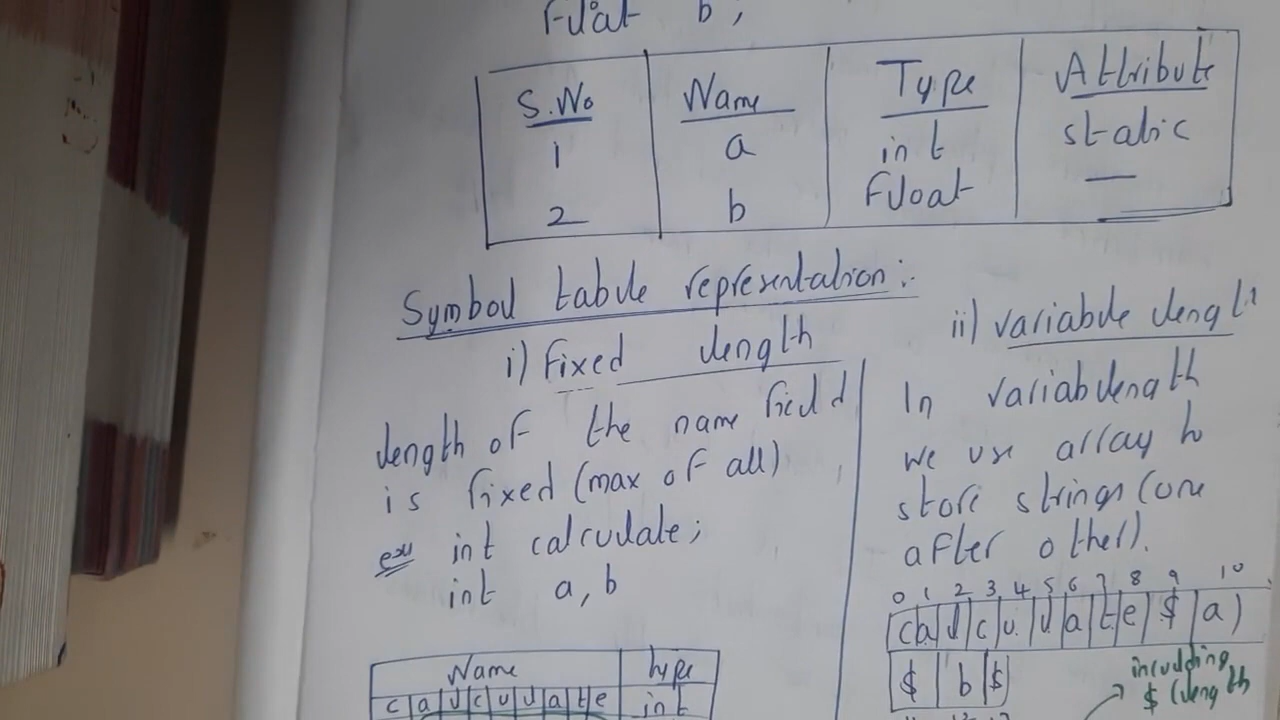 Float b;
S.No Name Type Attribute
1 a int static
2 b Float —
Symbol table representation:
i) Fixed length
length of the name field
is fixed (max of all)
ex int calculate;
int a, b
Name type
c a l c u l a t e int
ii) variable lengt
In variablength
we use array to
store strings (one
after other).
0 1 2 3 4 5 6 7 8 9 10
c a l c u l a t e $ a
$ b $
including
$ (length